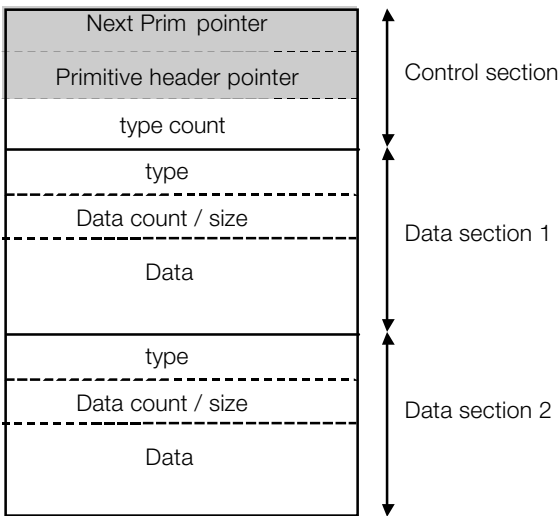 Next Prim pointer
Primitive header pointer
Control section
type count
type
Data count / size
Data section 1
Data
type
Data count / size
Data section 2
Data